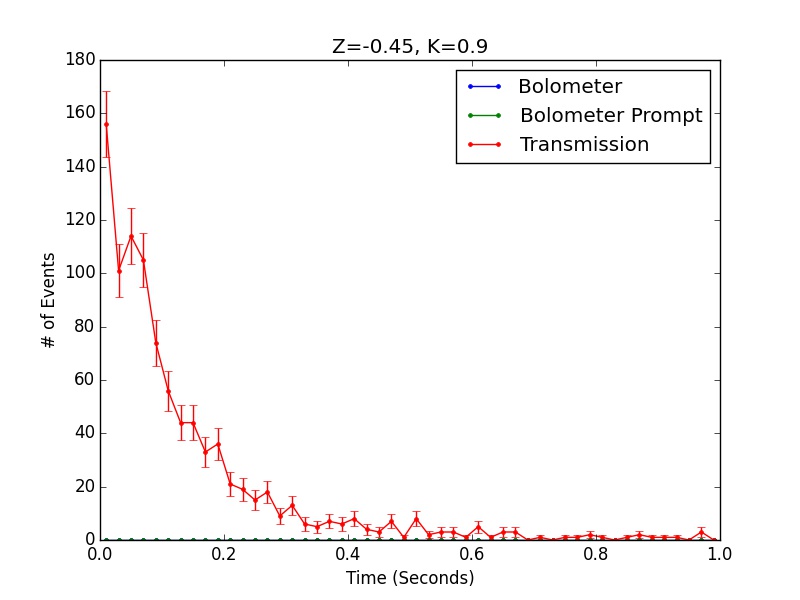 Z=-0.45, K=0.9
180
160
140
120
100
80
60
40
20
0
# of Events
Bolometer
Bolometer Prompt
Transmission
0.0 0.2 0.4 0.6 0.8 1.0
Time (Seconds)